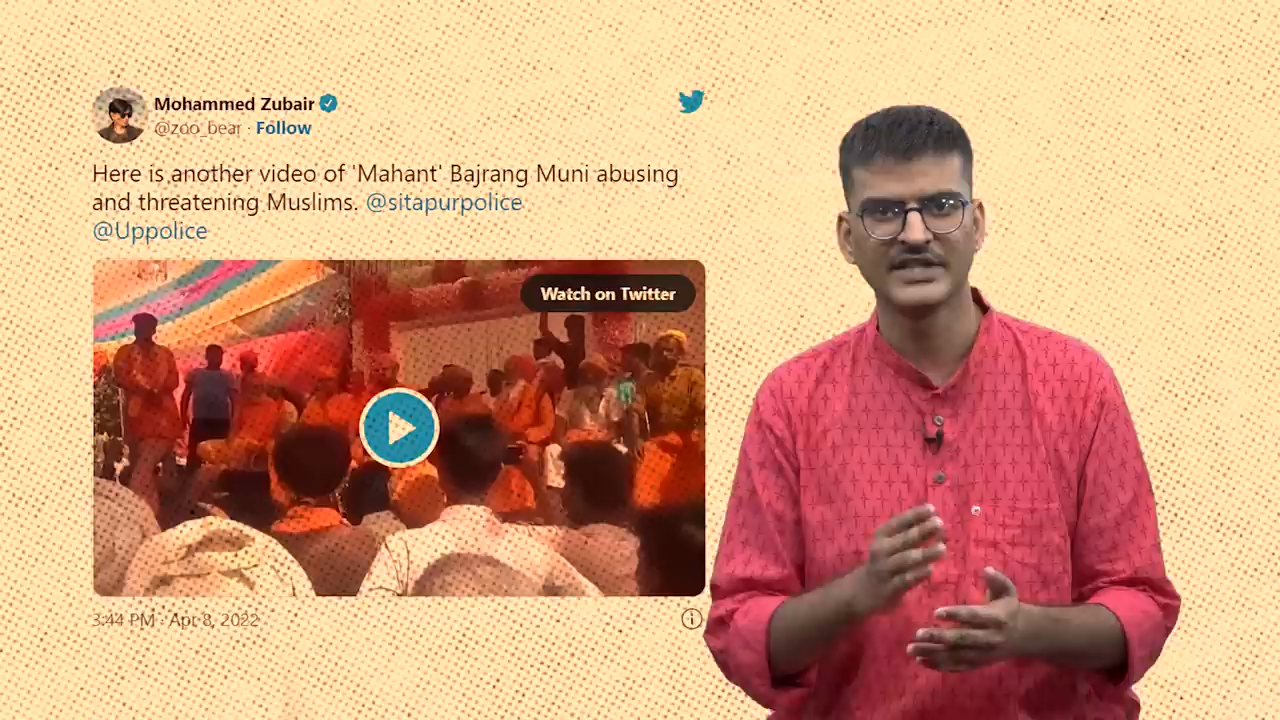 Mohammed Zubair
@zoo_bear · Follow
Here is another video of 'Mahant' Bajrang Muni abusing
and threatening Muslims. @sitapurpolice
@Uppolice
Watch on Twitter
3:44 PM · Apr 8, 2022